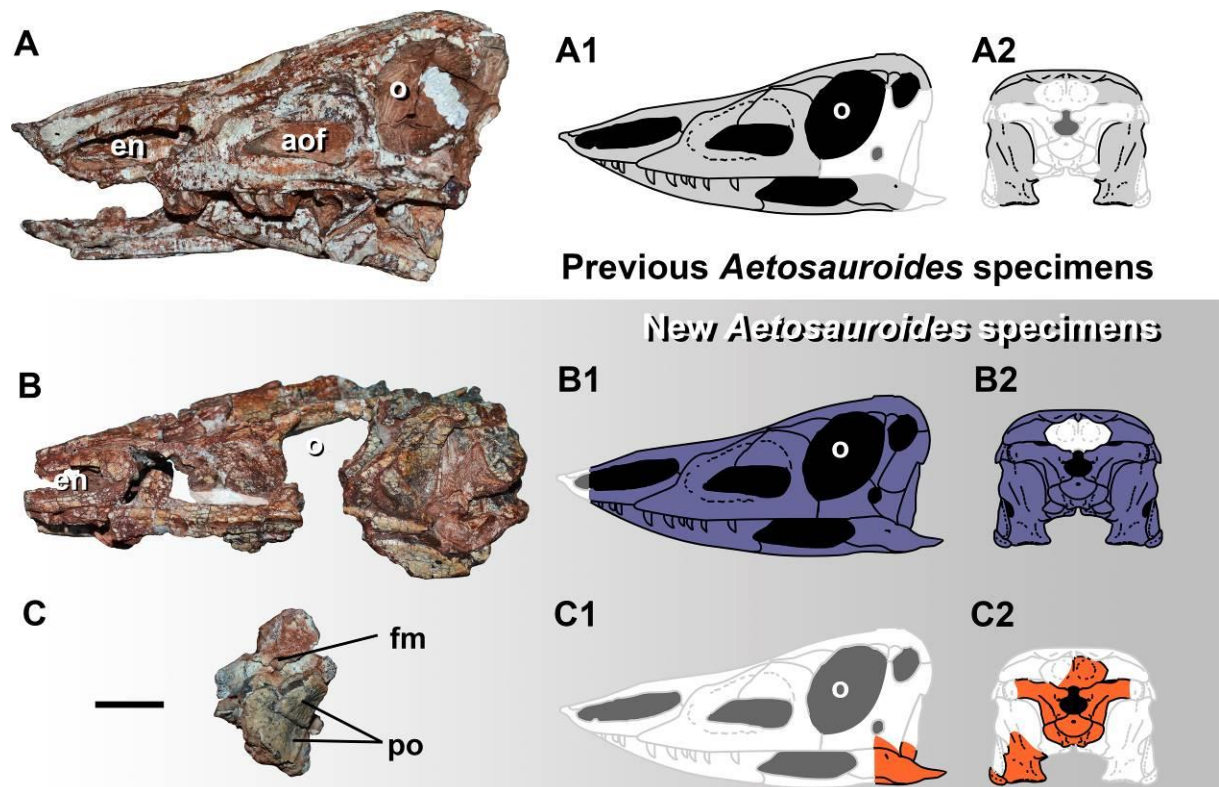 A
en
aof
o
A1
o
A2
Previous Aetosauroides specimens
New Aetosauroides specimens
B
en
o
B1
o
B2
C
fm
po
C1
o
C2